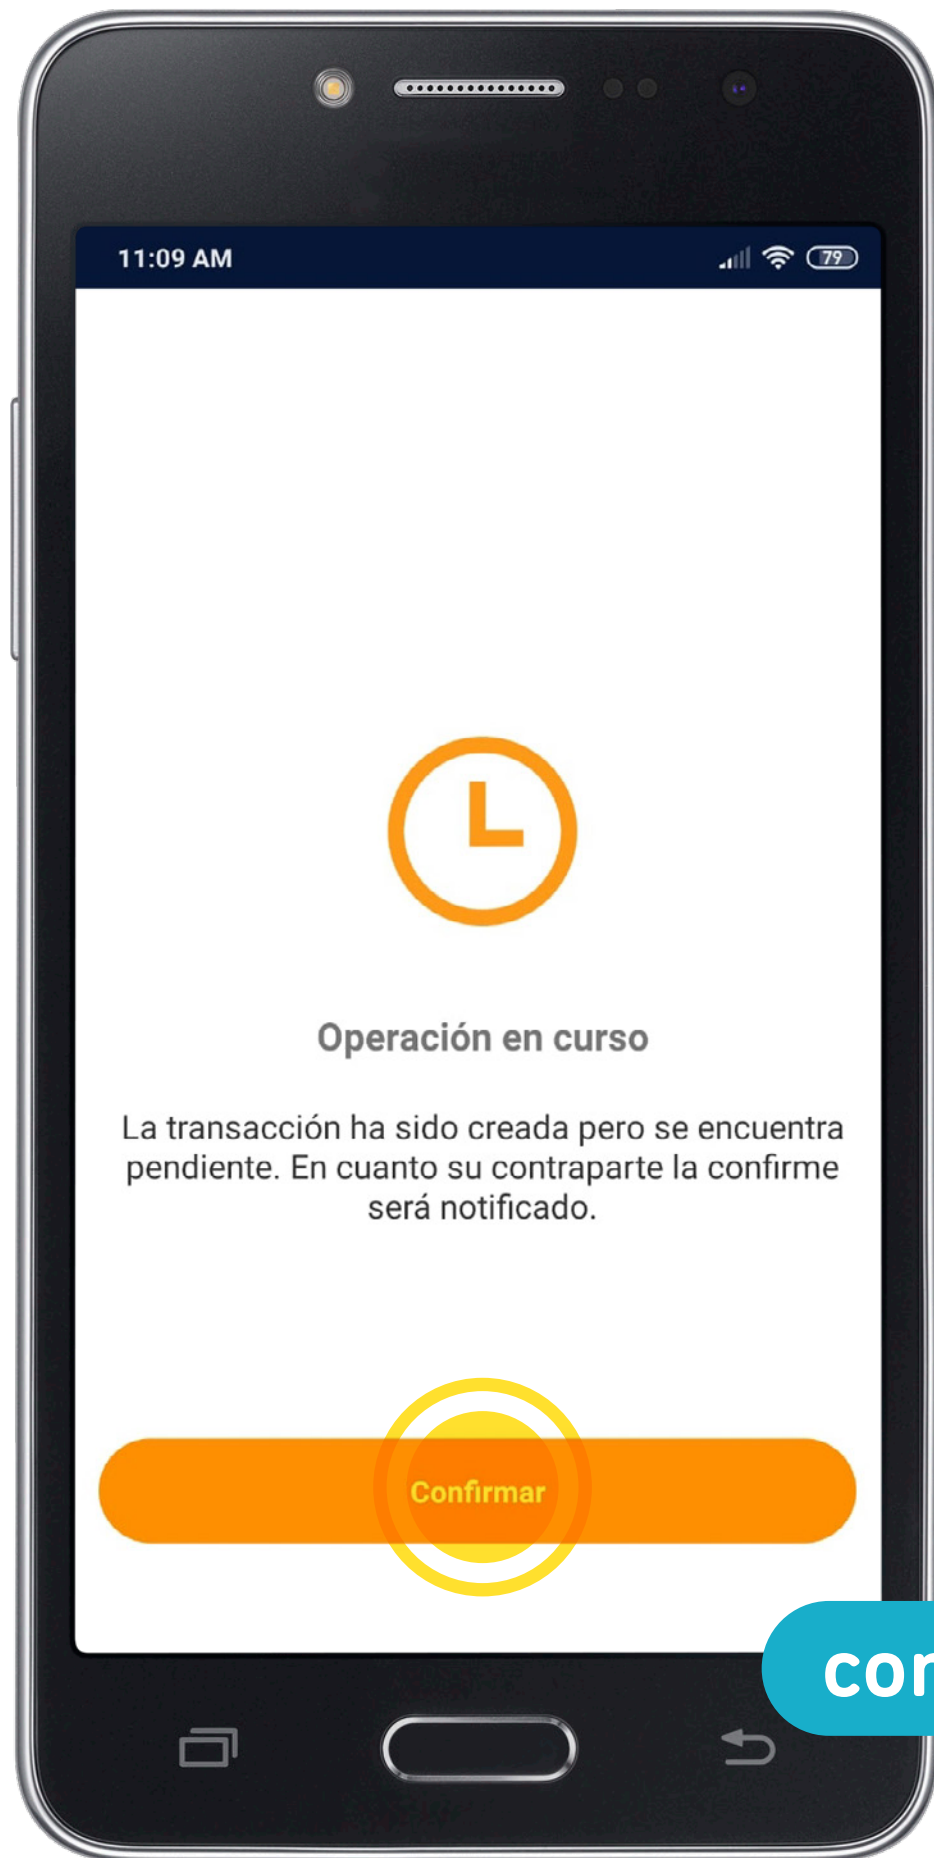 11:09 AM
79
Operación en curso
La transacción ha sido creada pero se encuentra
pendiente. En cuanto su contraparte la confirme
será notificado.
Confirmar